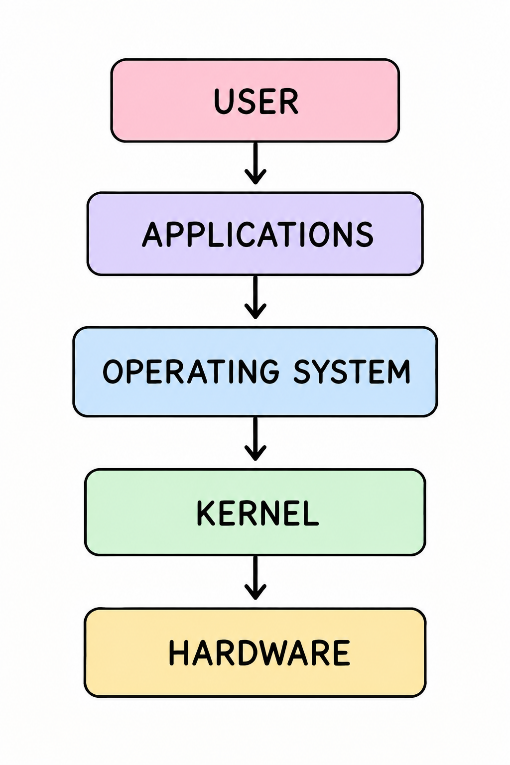 USER
APPLICATIONS
OPERATING SYSTEM
KERNEL
HARDWARE